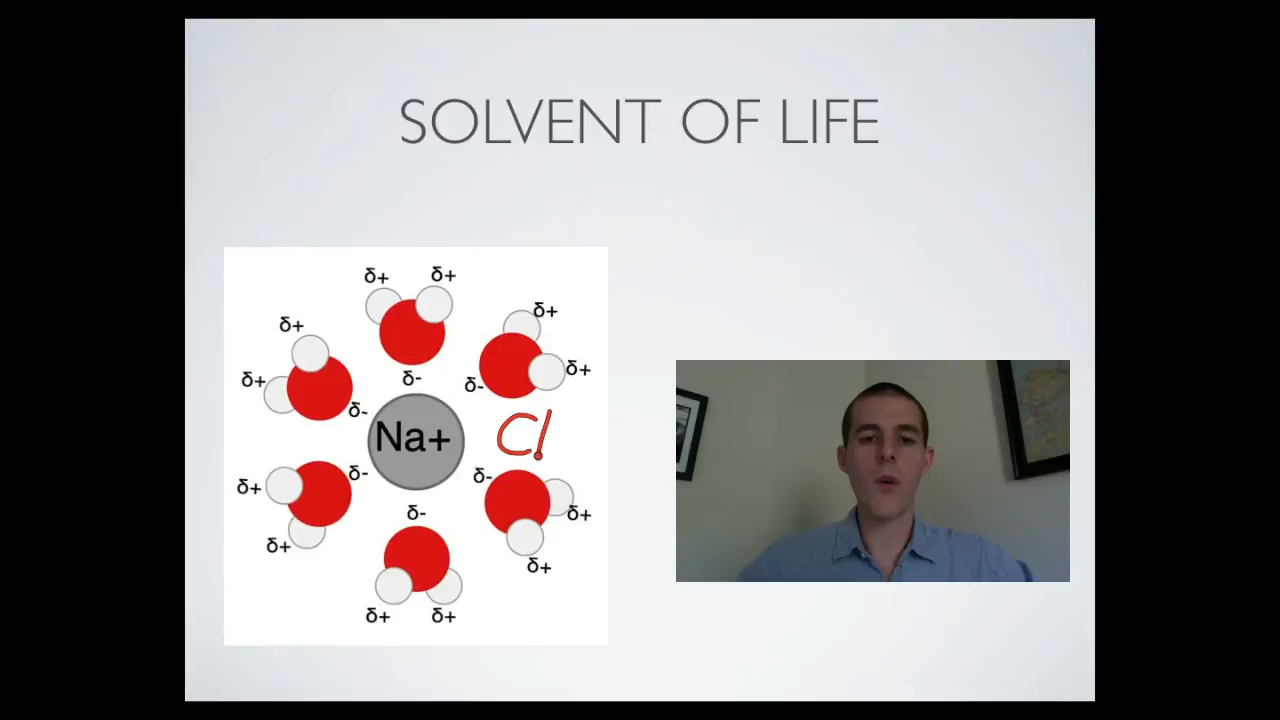 SOLVENT OF LIFE
δ+ δ+
δ+
δ+
δ+ δ+
δ- δ-
δ-
Na+ Cl
δ+ δ- δ-
δ- δ+
δ+
δ+
δ+ δ+